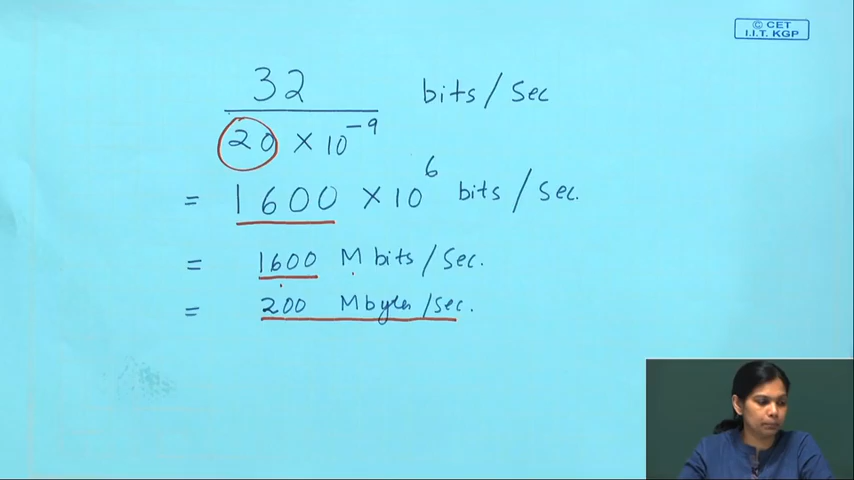 © CET
I.I.T. KGP
32 bits/Sec
20 × 10^-9
= 1600 × 10^6 bits/Sec.
= 1600 M bits/Sec.
= 200 Mbytes/Sec.